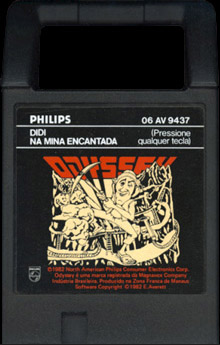 PHILIPS 06 AV 9437
DIDI (Pressione
NA MINA ENCANTADA qualquer tecla)
ODYSSEY
©1982 North American Philips Consumer Electronics Corp.
Odyssey é uma marca registrada da Magnavox Company
Indústria Brasileira. Produzido na Zona Franca de Manaus
Software Copyright ©1982 E. Averett